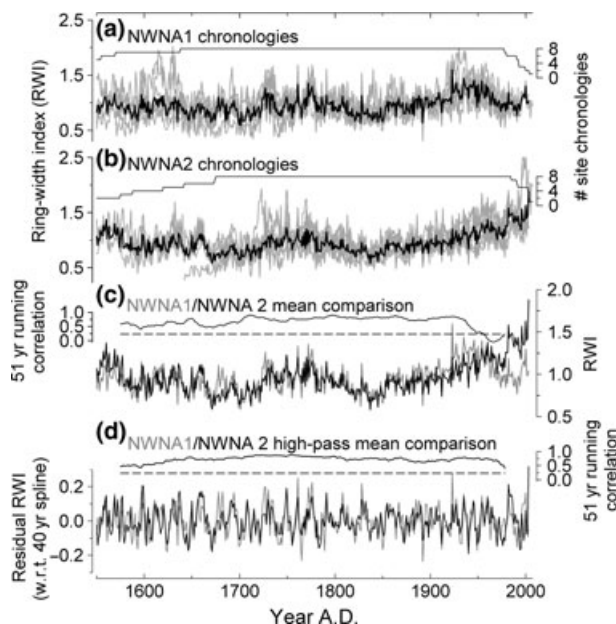 (a) NWNA1 chronologies
2.5
2.0
1.5
1.0
0.5
8
4
0
(b) NWNA2 chronologies
2.5
1.5
0.5
8
4
0
Ring-width index (RWI)
# site chronologies
(c) NWNA1/NWNA 2 mean comparison
1.0
0.5
0.0
51 yr running
correlation
2.0
1.5
1.0
0.5
RWI
(d) NWNA1/NWNA 2 high-pass mean comparison
1.0
0.5
0.0
51 yr running
correlation
0.2
0.0
−0.2
Residual RWI
(w.r.t. 40 yr spline)
1600 1700 1800 1900 2000
Year A.D.